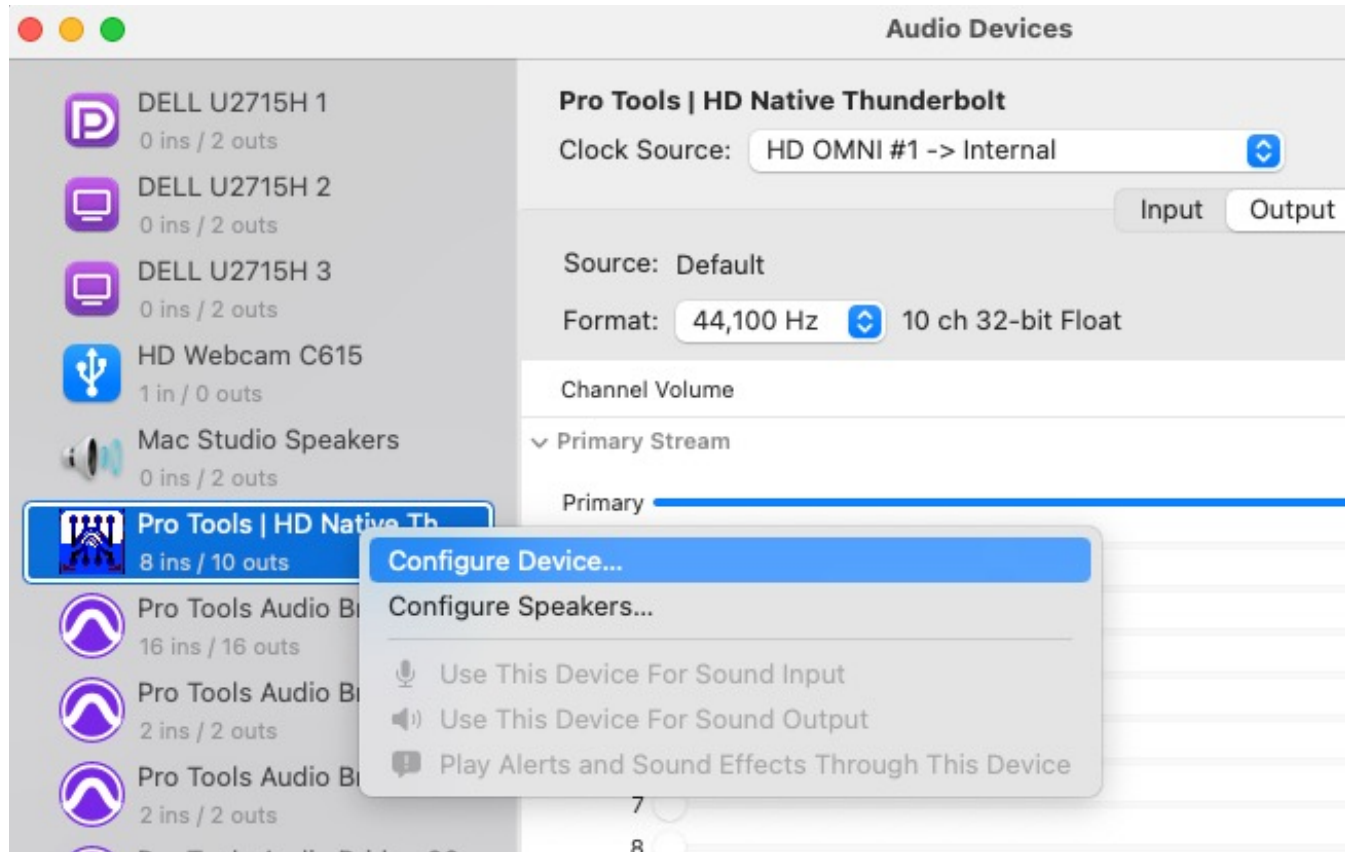 Audio Devices
DELL U2715H 1
0 ins / 2 outs
DELL U2715H 2
0 ins / 2 outs
DELL U2715H 3
0 ins / 2 outs
HD Webcam C615
1 in / 0 outs
Mac Studio Speakers
0 ins / 2 outs
Pro Tools | HD Native Th...
8 ins / 10 outs
Pro Tools Audio
16 ins / 16 outs
Pro Tools Audio
2 ins / 2 outs
Pro Tools Audio
2 ins / 2 outs
Pro Tools | HD Native Thunderbolt
Clock Source: HD OMNI #1 -> Internal
Input Output
Source: Default
Format: 44,100 Hz 10 ch 32-bit Float
Channel Volume
Primary Stream
Primary
Configure Device...
Configure Speakers...
Use This Device For Sound Input
Use This Device For Sound Output
Play Alerts and Sound Effects Through This Device
7
8